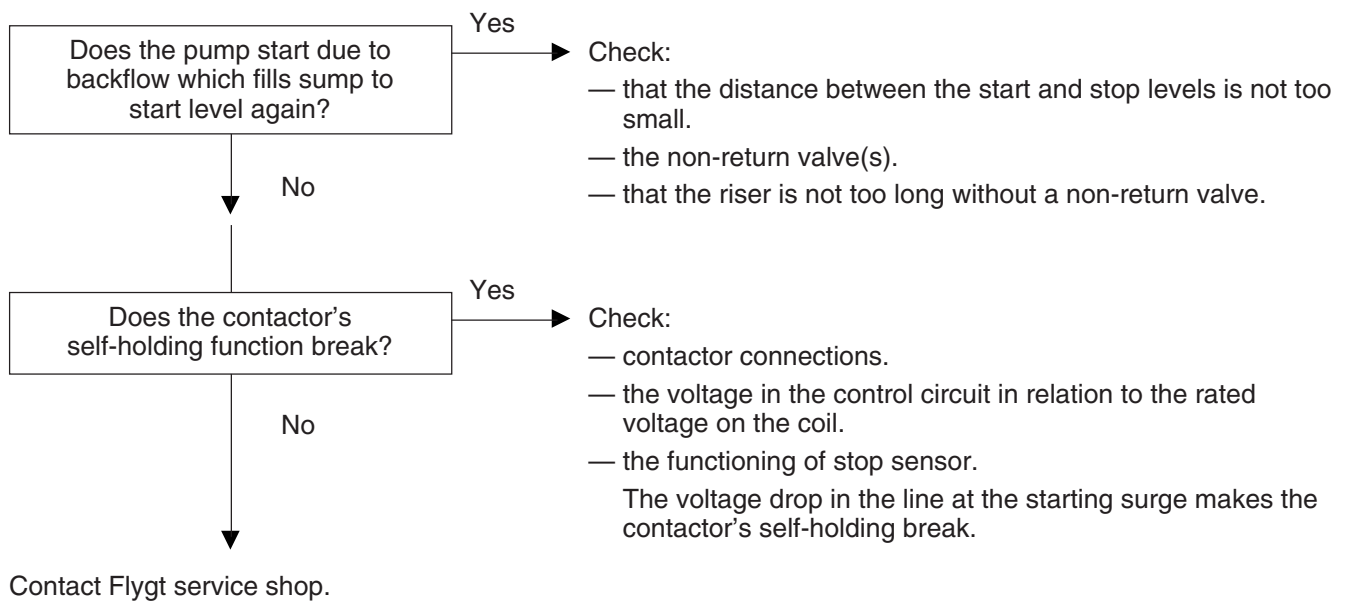 Does the pump start due to
backflow which fills sump to
start level again?
Yes
Check:
— that the distance between the start and stop levels is not too
small.
— the non-return valve(s).
— that the riser is not too long without a non-return valve.
No
Does the contactor’s
self-holding function break?
Yes
Check:
— contactor connections.
— the voltage in the control circuit in relation to the rated
voltage on the coil.
— the functioning of stop sensor.
The voltage drop in the line at the starting surge makes the
contactor’s self-holding break.
No
Contact Flygt service shop.